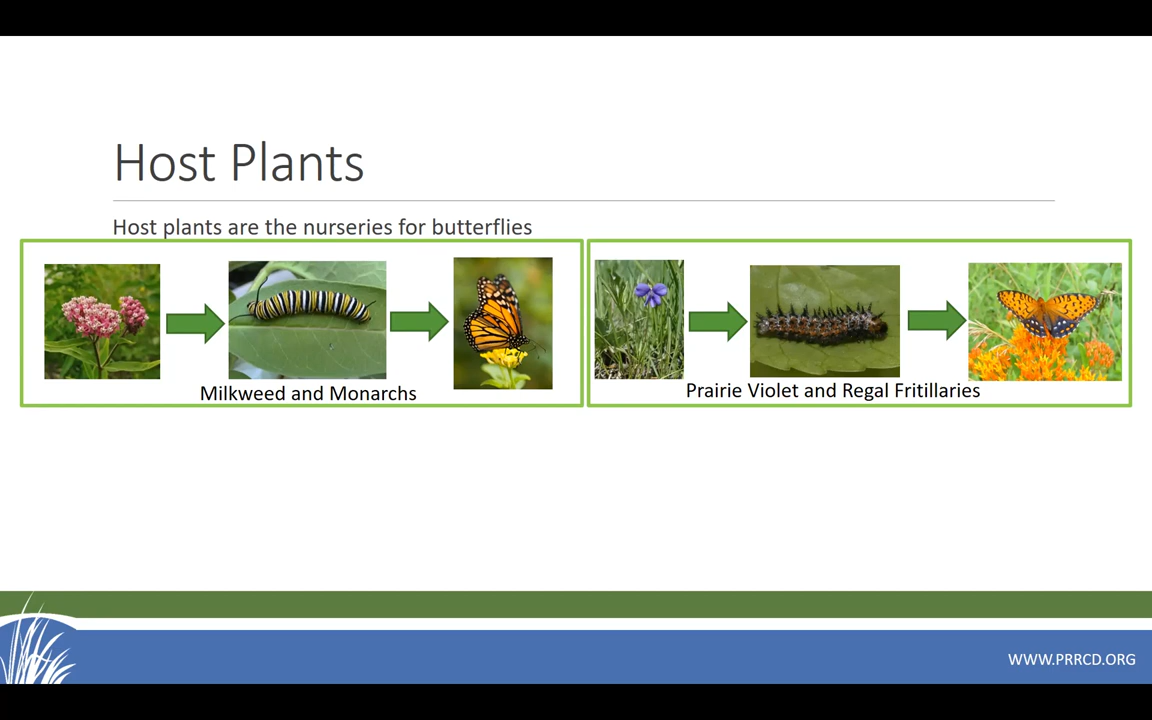 Host Plants
Host plants are the nurseries for butterflies
Milkweed and Monarchs
Prairie Violet and Regal Fritillaries
WWW.PRRCD.ORG